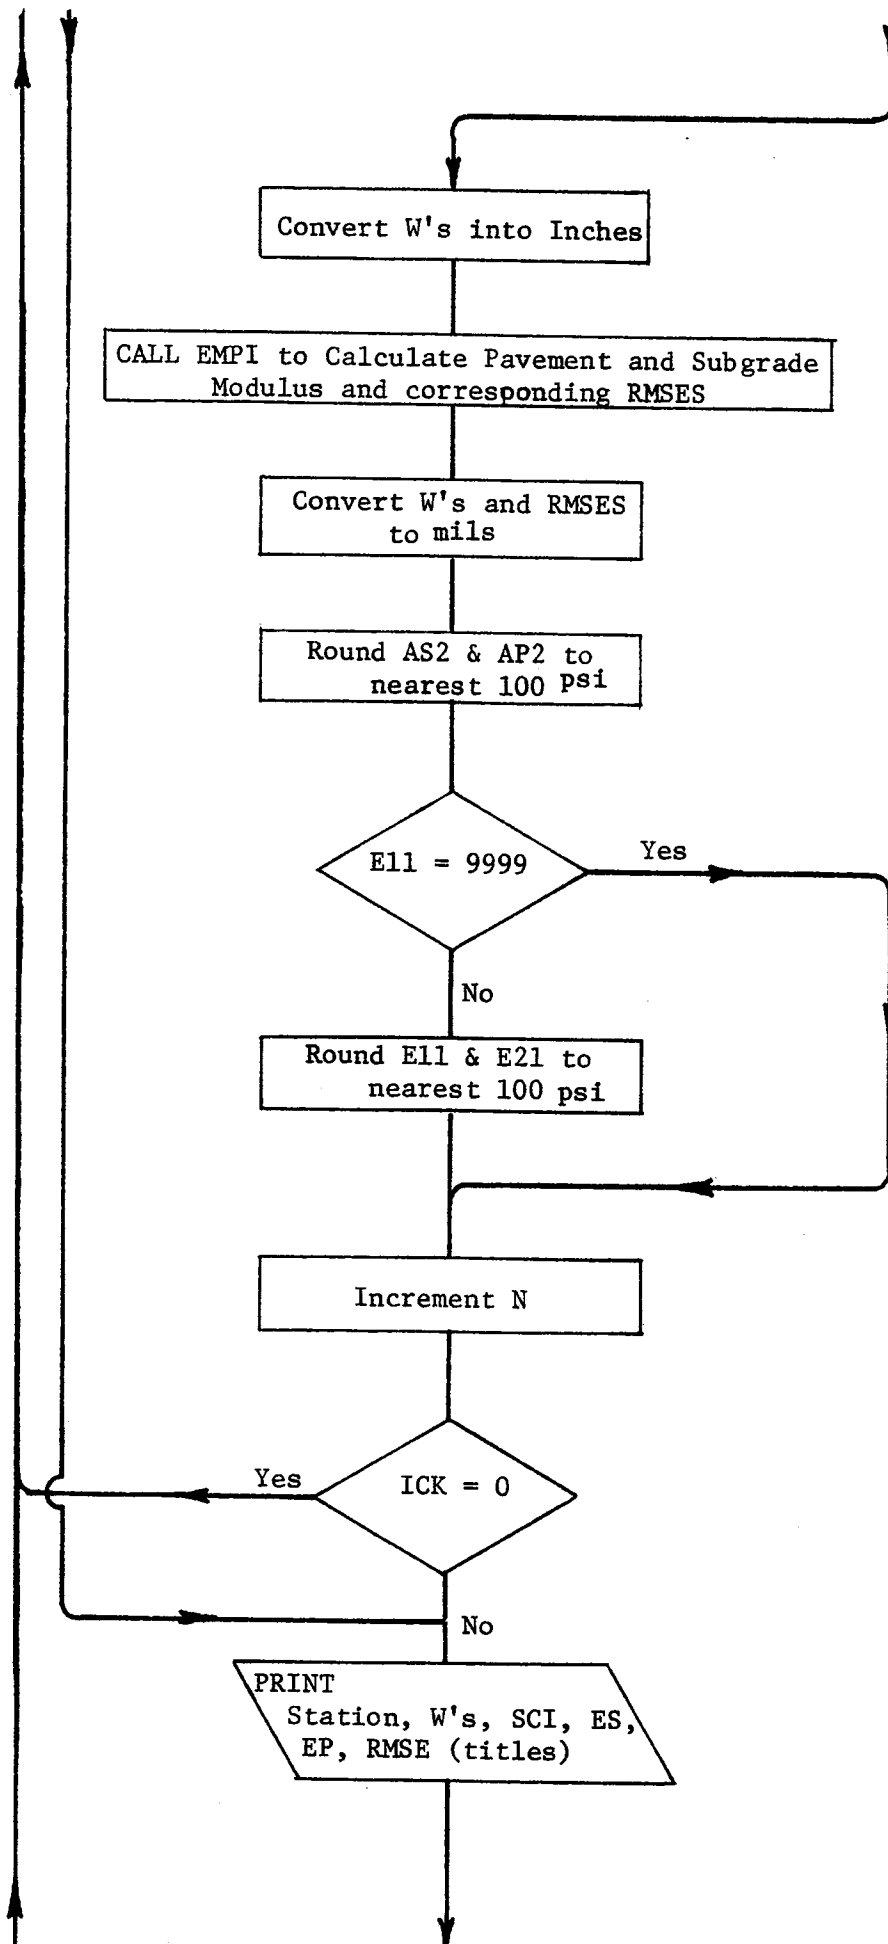 Convert W's into Inches
CALL EMPI to Calculate Pavement and Subgrade
Modulus and corresponding RMSES
Convert W's and RMSES
to mils
Round AS2 & AP2 to
nearest 100 psi
E11 = 9999
Yes
No
Round E11 & E21 to
nearest 100 psi
Increment N
Yes
ICK = 0
No
PRINT
Station, W's, SCI, ES,
EP, RMSE (titles)